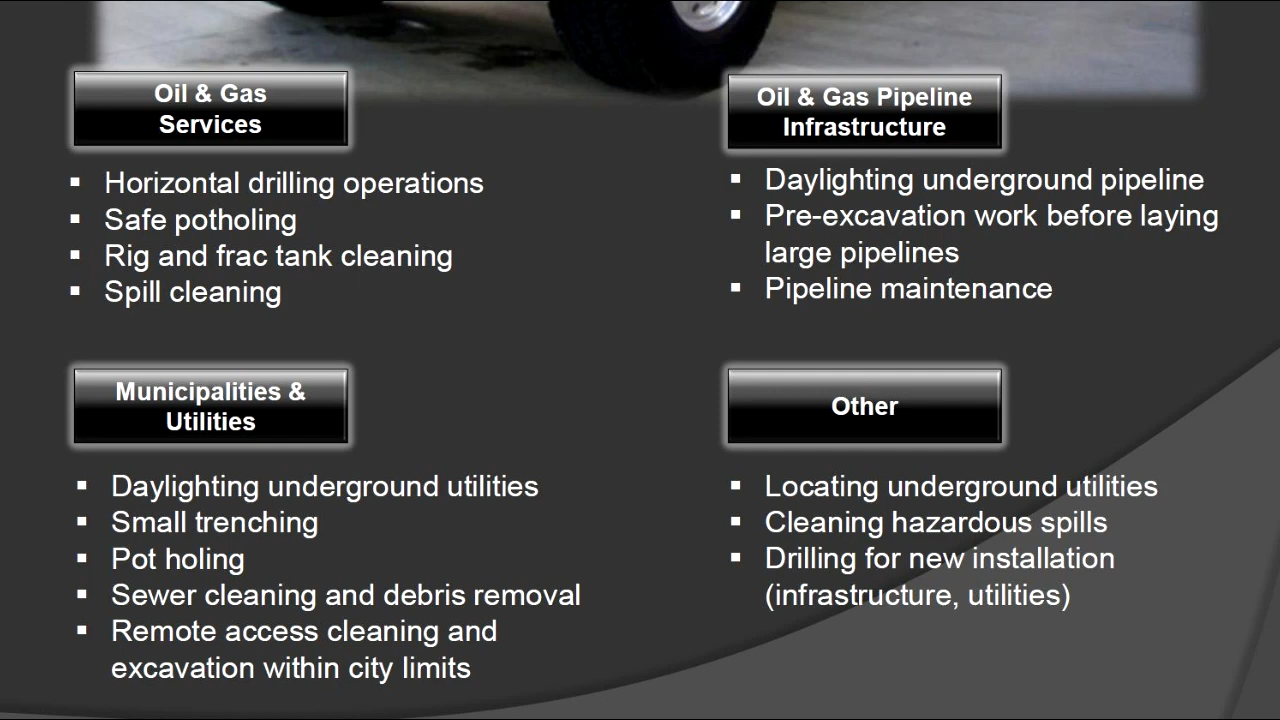 Oil & Gas
Services
▪ Horizontal drilling operations
▪ Safe potholing
▪ Rig and frac tank cleaning
▪ Spill cleaning
Oil & Gas Pipeline
Infrastructure
▪ Daylighting underground pipeline
▪ Pre-excavation work before laying
large pipelines
▪ Pipeline maintenance
Municipalities &
Utilities
▪ Daylighting underground utilities
▪ Small trenching
▪ Pot holing
▪ Sewer cleaning and debris removal
▪ Remote access cleaning and
excavation within city limits
Other
▪ Locating underground utilities
▪ Cleaning hazardous spills
▪ Drilling for new installation
(infrastructure, utilities)